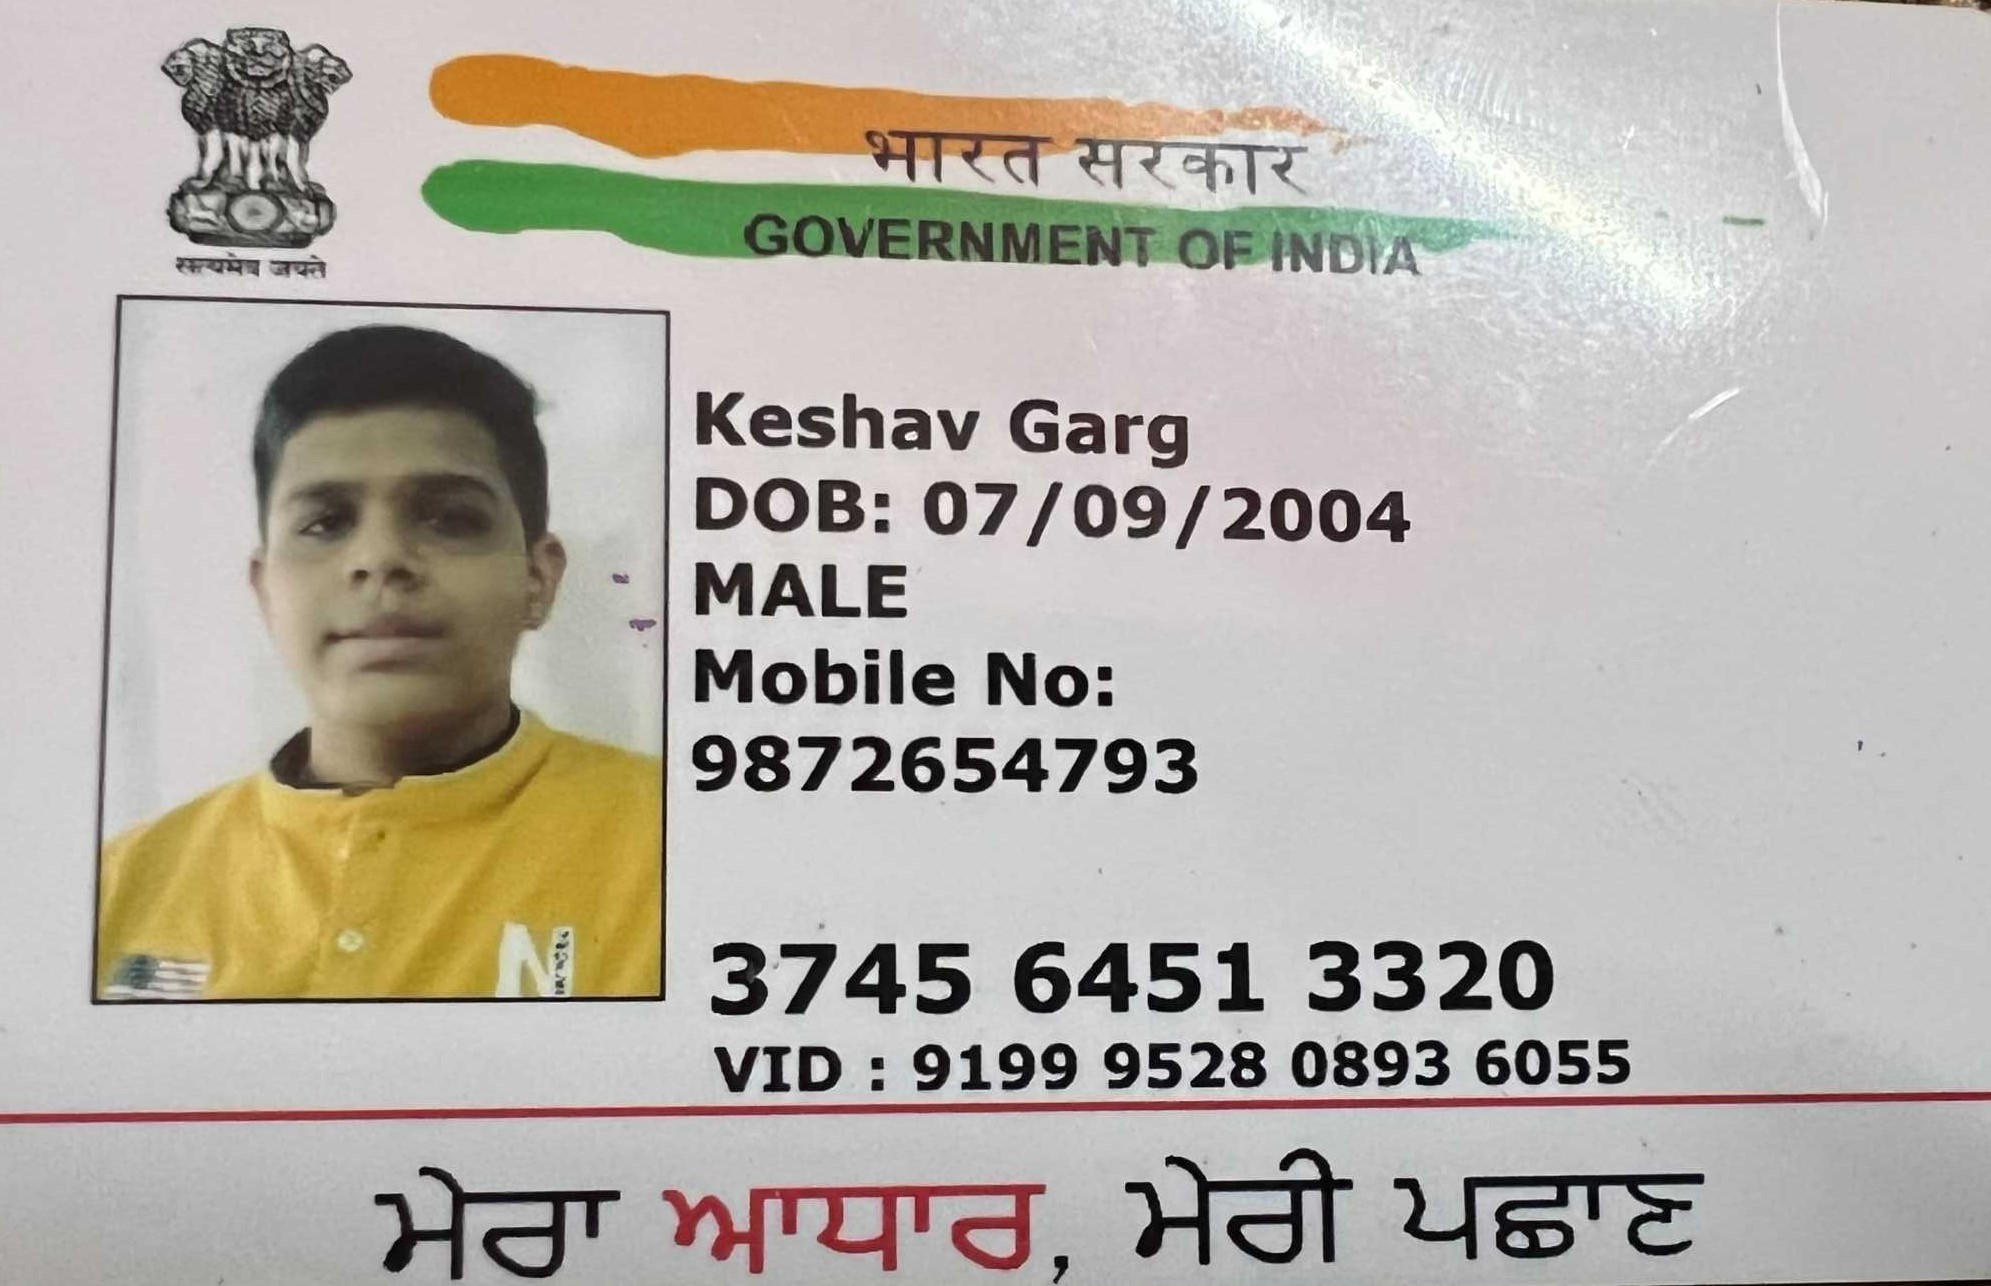 सत्यमेव जयते
भारत सरकार
GOVERNMENT OF INDIA
Keshav Garg
DOB: 07/09/2004
MALE
Mobile No:
9872654793
N
3745 6451 3320
VID : 9199 9528 0893 6055
ਮੇਰਾ ਆਧਾਰ, ਮੇਰੀ ਪਛਾਣ